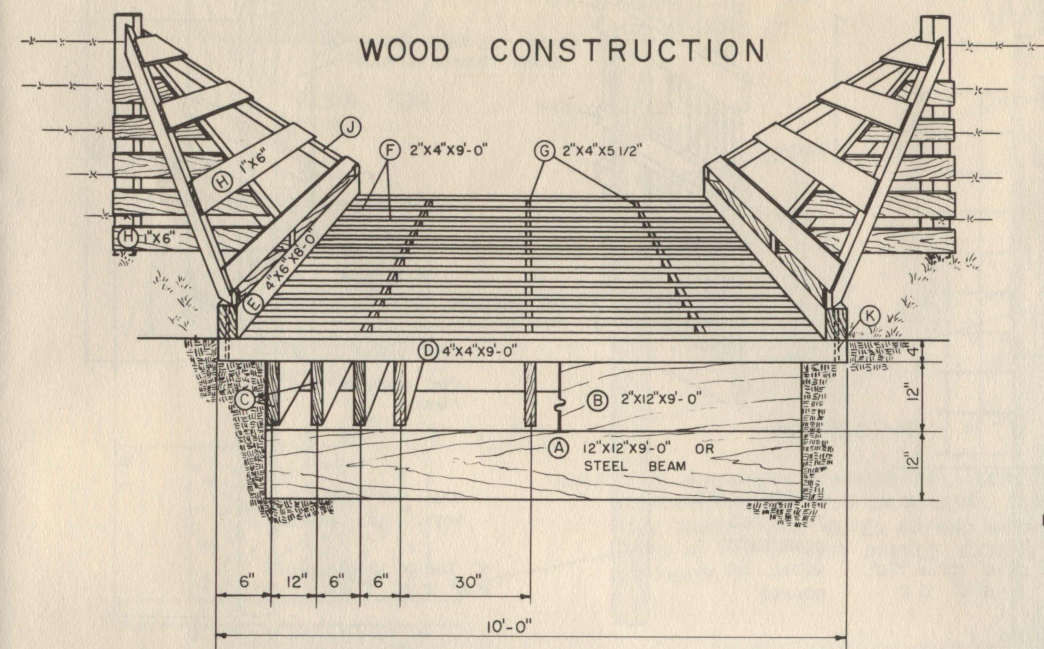 WOOD CONSTRUCTION
J
F 2"X4"X9'-0"
G 2"X4"X5 1/2"
H 1"X6"
H 1"X6"
E 4"X6"X8'-0"
K
D 4"X4"X9'-0"
4"
C
B 2"X12"X9'-0"
12"
A 12"X12"X9'-0" OR
STEEL BEAM
12"
6" 12" 6" 6" 30"
10'-0"